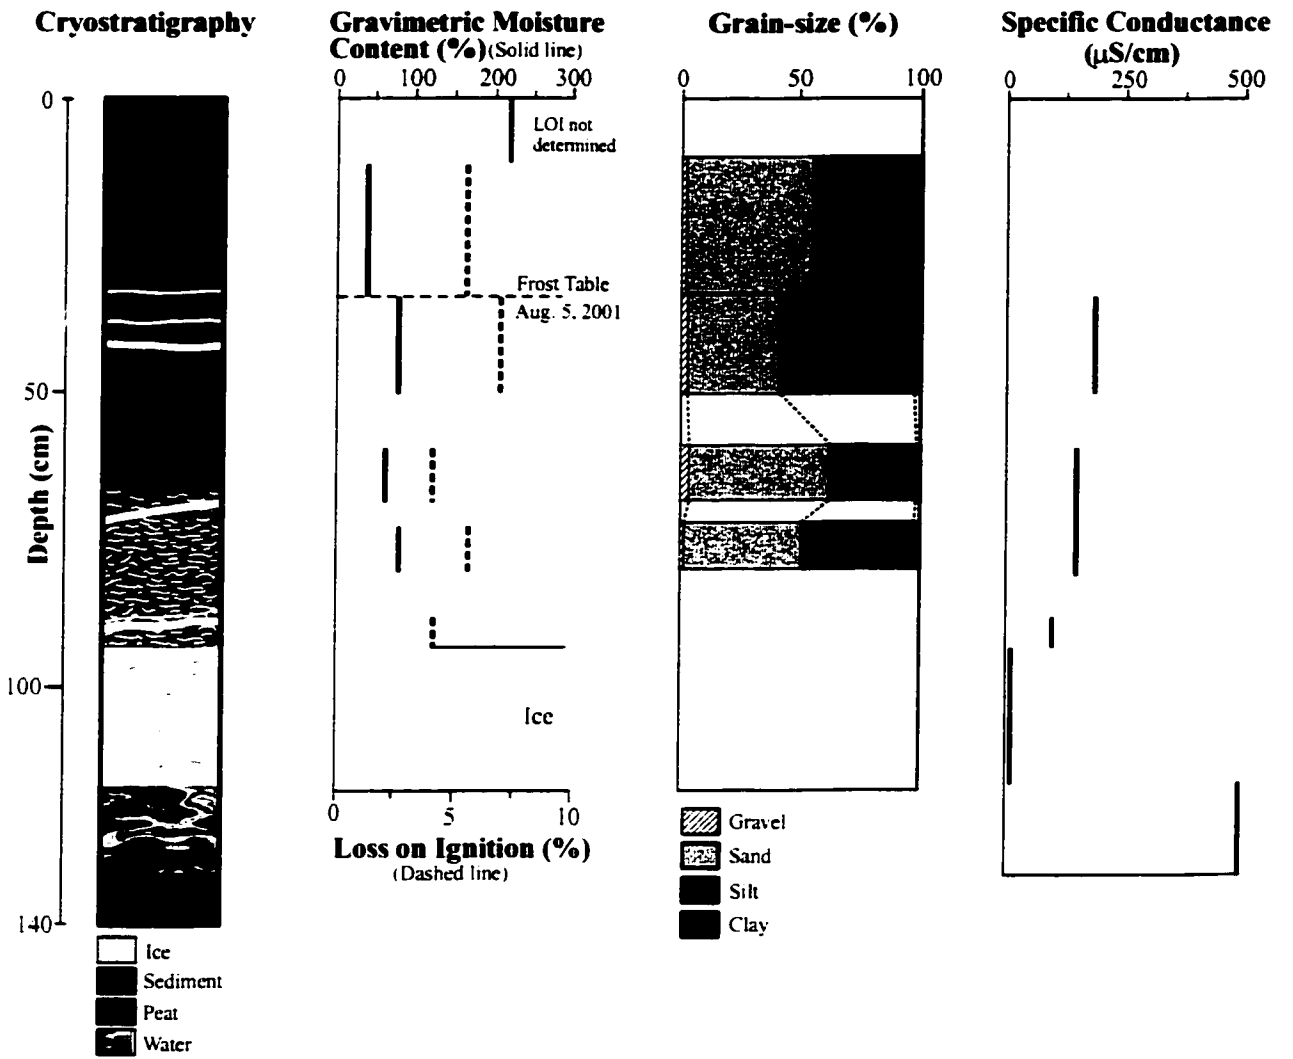 Cryostratigraphy
Gravimetric Moisture
Content (%)(Solid line)
Grain-size (%)
Specific Conductance
(µS/cm)
0 100 200 300
0 50 100
0 250 500
0
LOI not
determined
Frost Table
Aug. 5, 2001
50
Depth (cm)
100
Ice
0 5 10
Loss on Ignition (%)
(Dashed line)
Gravel
Sand
Silt
Clay
140
Ice
Sediment
Peat
Water